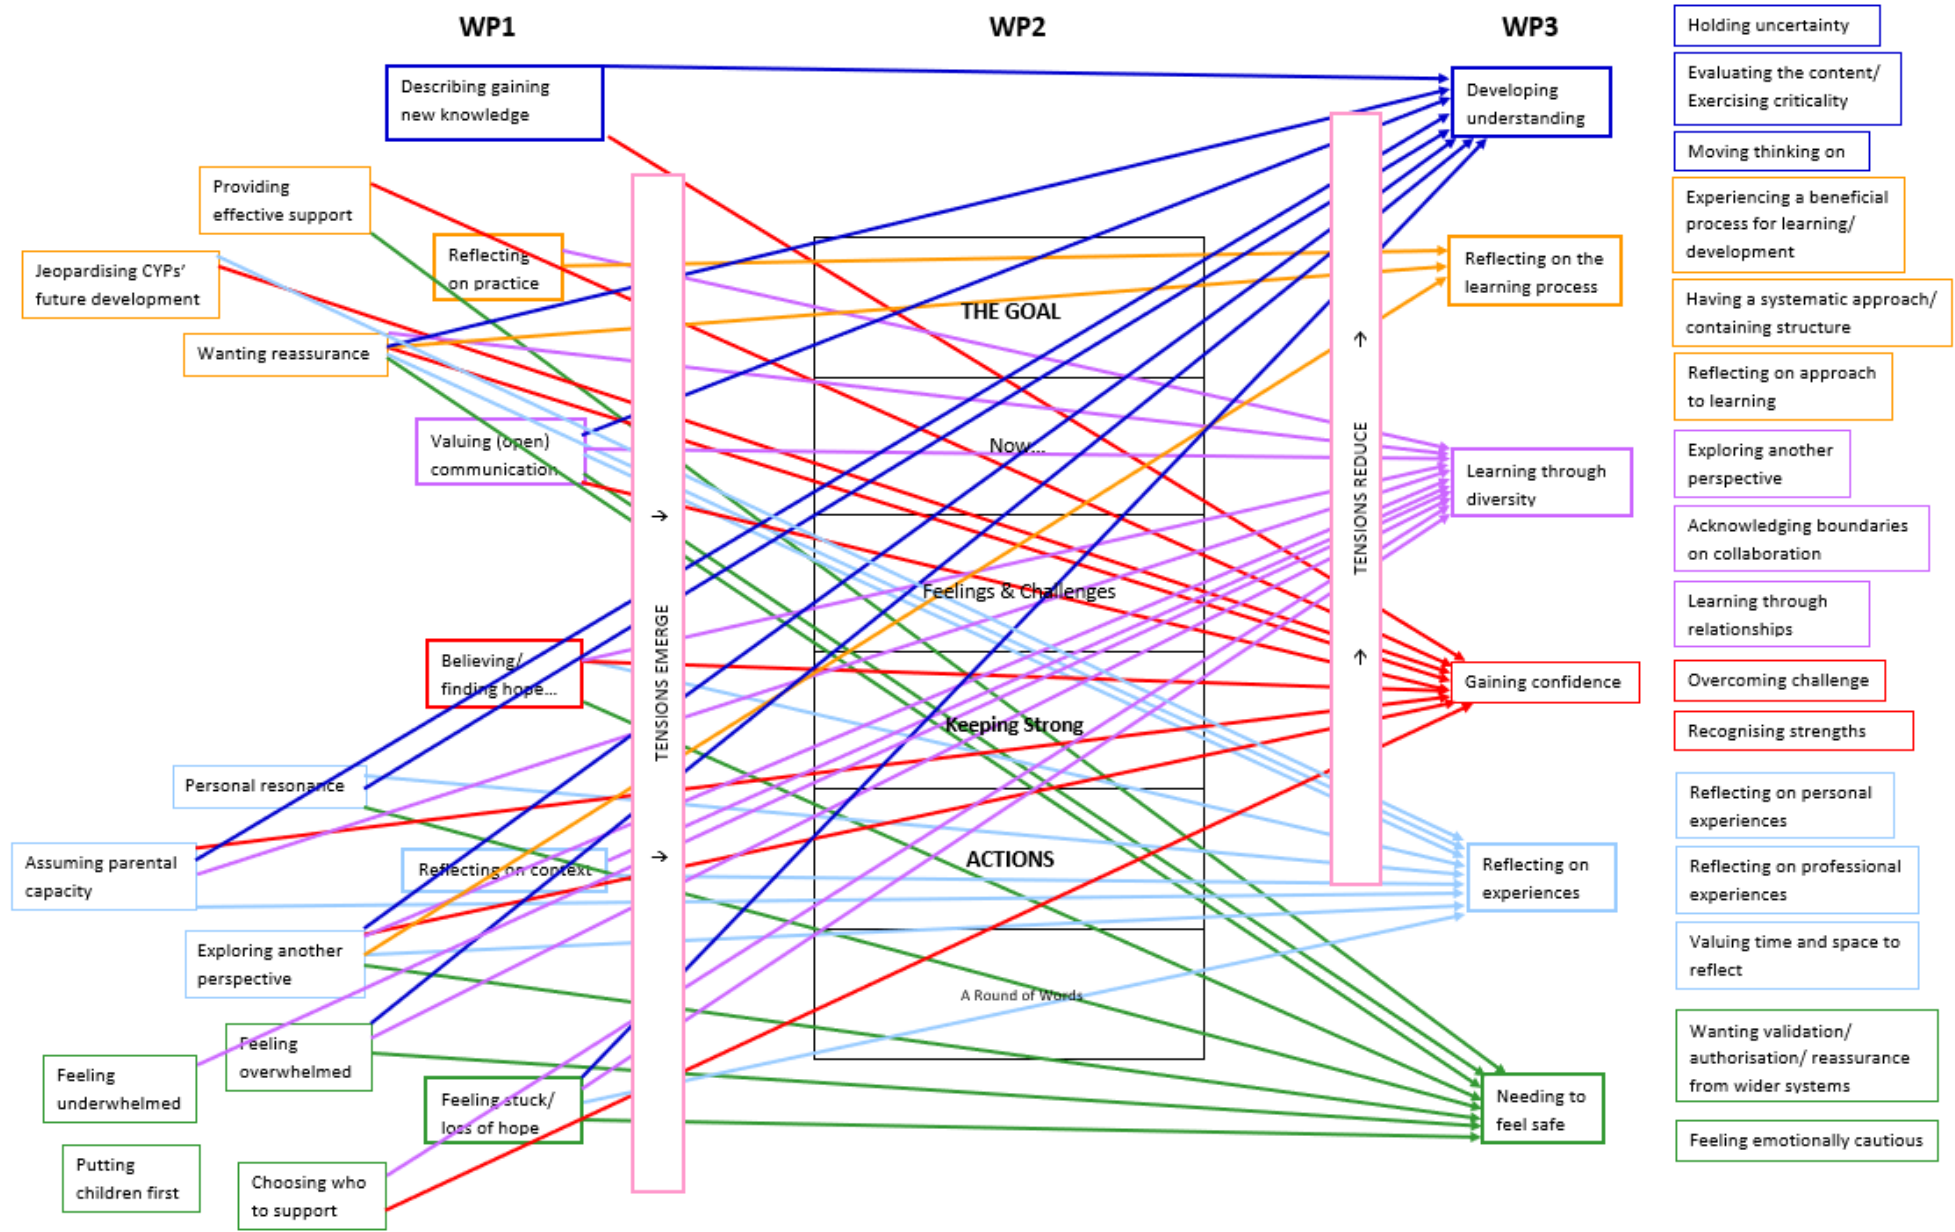 WP1
WP2
WP3
Describing gaining
new knowledge
Providing
effective support
Reflecting
on practice
Jeopardising CYPs'
future development
Wanting reassurance
Valuing (open)
communication
Believing/
finding hope...
Personal resonance
Assuming parental
capacity
Reflecting on context
Exploring another
perspective
Feeling
overwhelmed
Feeling
underwhelmed
Feeling stuck/
loss of hope
Putting
children first
Choosing who
to support
TENSIONS EMERGE
→
→
THE GOAL
Now...
Feelings & Challenges
Keeping Strong
ACTIONS
A Round of Words
TENSIONS REDUCE
→
→
Developing
understanding
Reflecting on the
learning process
Learning through
diversity
Gaining confidence
Reflecting on
experiences
Needing to
feel safe
Holding uncertainty
Evaluating the content/
Exercising criticality
Moving thinking on
Experiencing a beneficial
process for learning/
development
Having a systematic approach/
containing structure
Reflecting on approach
to learning
Exploring another
perspective
Acknowledging boundaries
on collaboration
Learning through
relationships
Overcoming challenge
Recognising strengths
Reflecting on personal
experiences
Reflecting on professional
experiences
Valuing time and space to
reflect
Wanting validation/
authorisation/ reassurance
from wider systems
Feeling emotionally cautious